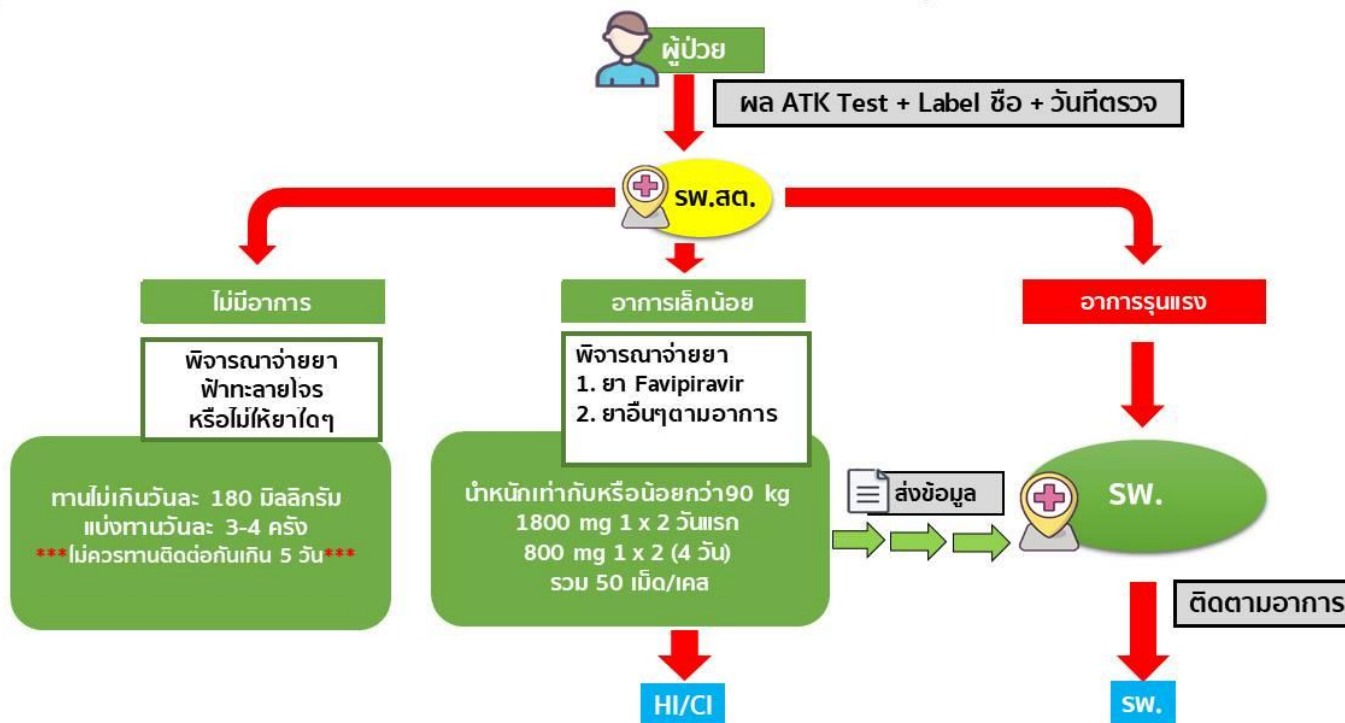 ผู้ป่วย
ผล ATK Test + Label ชื่อ + วันที่ตรวจ
รพ.สต.
ไม่มีอาการ
พิจารณาจ่ายยา
ฟ้าทะลายโจร
หรือไม่ให้ยาใดๆ
ทานไม่เกินวันละ 180 มิลลิกรัม
แบ่งทานวันละ 3-4 ครั้ง
***ไม่ควรทานติดต่อกันเกิน 5 วัน***
อาการเล็กน้อย
พิจารณาจ่ายยา
1. ยา Favipiravir
2. ยาอื่นๆตามอาการ
น้ำหนักเท่ากับหรือน้อยกว่า90 kg
1800 mg 1 x 2 วันแรก
800 mg 1 x 2 (4 วัน)
รวม 50 เม็ด/เคส
HI/CI
ส่งข้อมูล
อาการรุนแรง
รพ.
ติดตามอาการ
รพ.